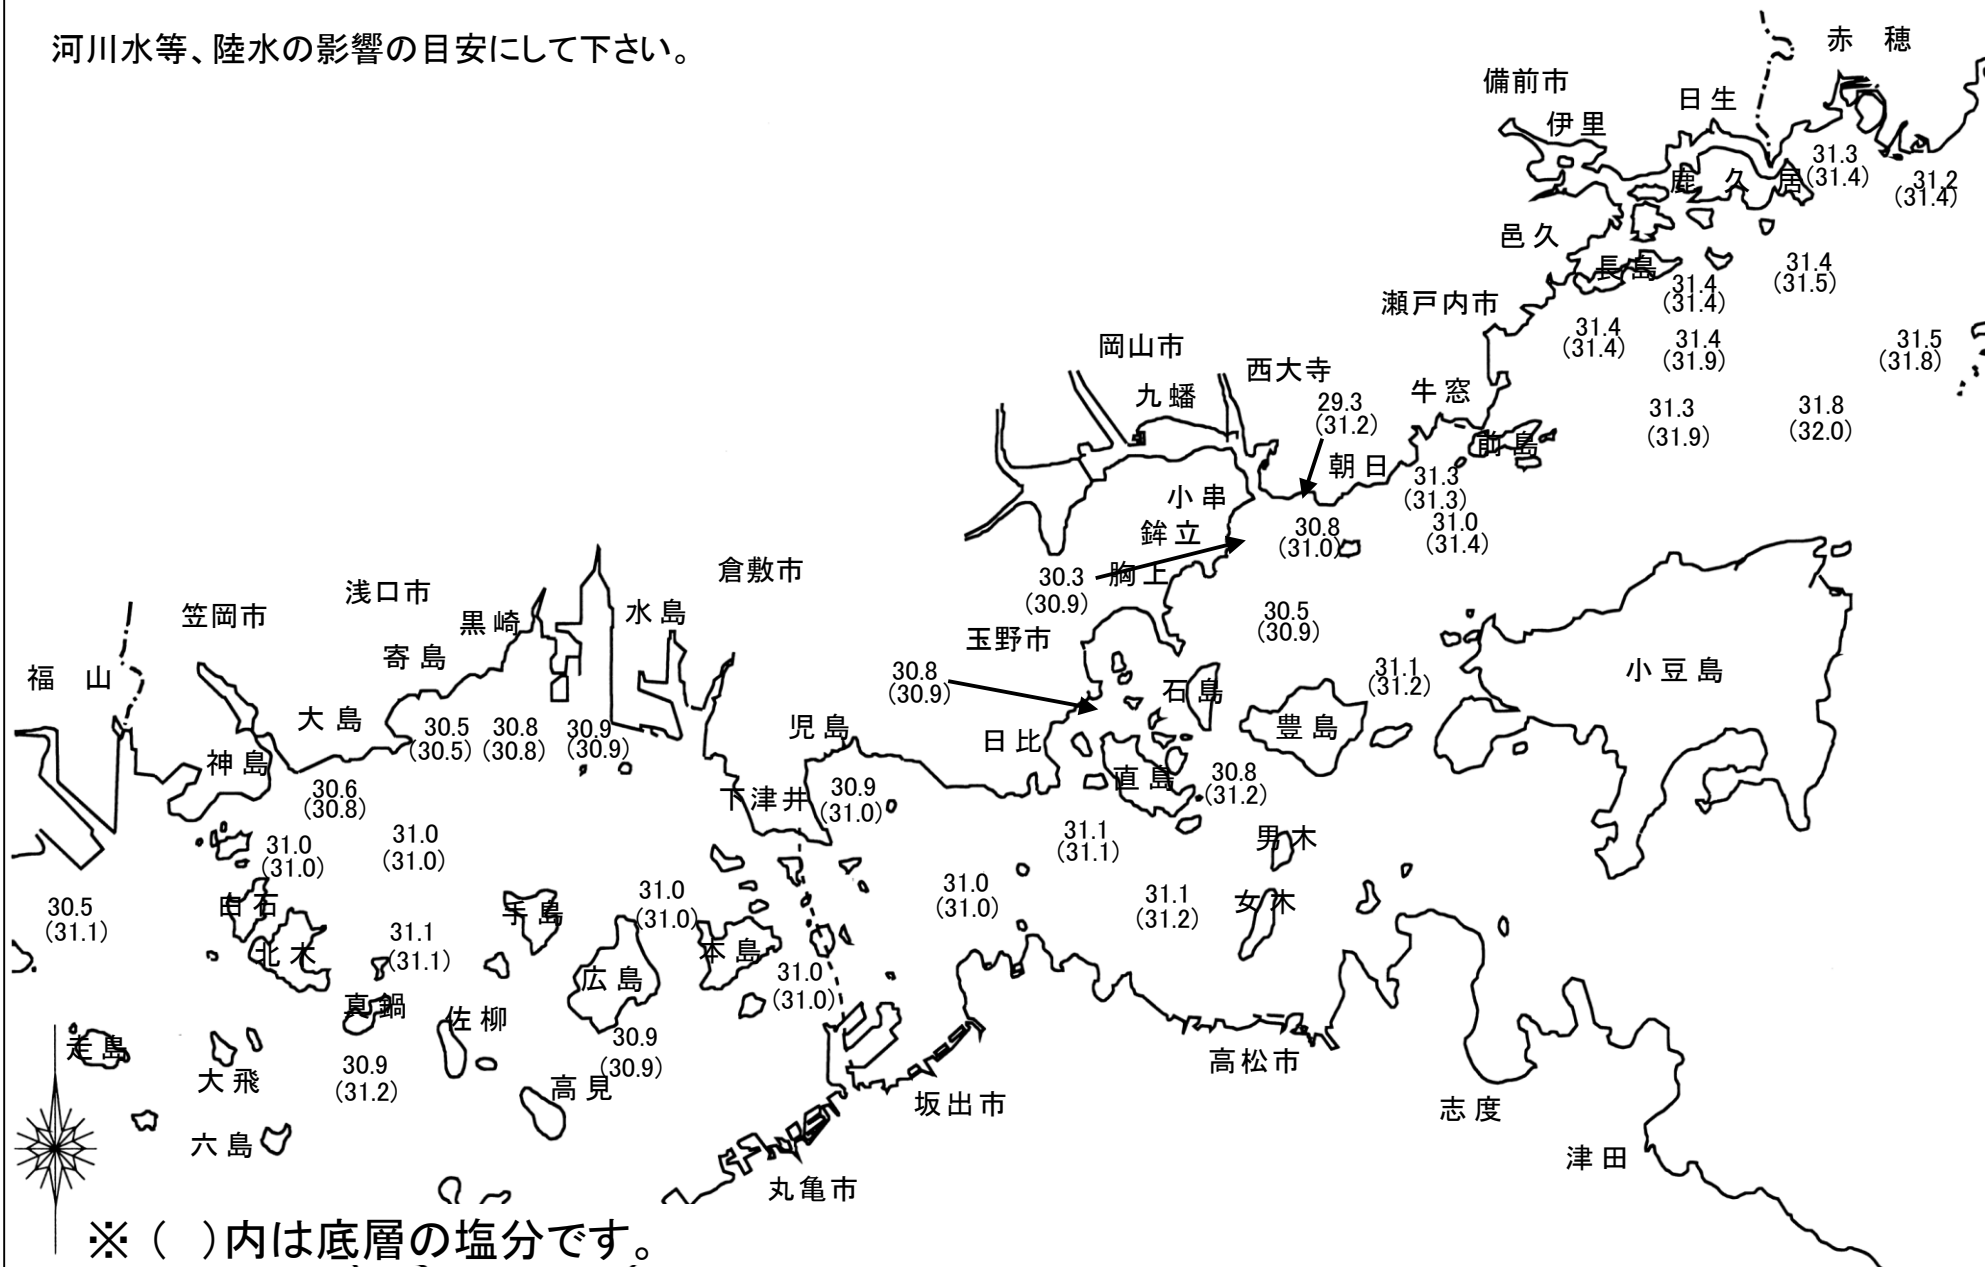 河川水等、陸水の影響の目安にして下さい。
赤　穂
備前市
日生
伊里
31.3
(31.4)
鹿　久　居
31.2
(31.4)
邑久
長島
31.4
(31.5)
31.4
(31.4)
瀬戸内市
31.4
(31.4)
31.4
(31.9)
31.5
(31.8)
岡山市
西大寺
九蟠
牛窓
29.3
(31.2)
31.3
(31.9)
31.8
(32.0)
前島
朝日
31.3
(31.3)
小串
鉾立
30.8
(31.0)
31.0
(31.4)
胸上
30.3
(30.9)
倉敷市
浅口市
笠岡市
黒崎
水島
30.5
(30.9)
玉野市
寄島
福　山
30.8
(30.9)
石島
31.1
(31.2)
小豆島
大島
30.5
(30.5)
30.8
(30.8)
30.9
(30.9)
児島
日比
豊島
神島
直島
30.8
(31.2)
30.6
(30.8)
下津井
30.9
(31.0)
31.0
(31.0)
31.0
(31.0)
31.1
(31.1)
男木
30.5
(31.1)
白石
手島
31.0
(31.0)
31.0
(31.0)
31.1
(31.2)
女木
北木
31.1
(31.1)
本島
広島
31.0
(31.0)
真鍋
佐柳
走島
30.9
(30.9)
高松市
大飛
30.9
(31.2)
高見
坂出市
志度
六島
津田
丸亀市
※（　）内は底層の塩分です。